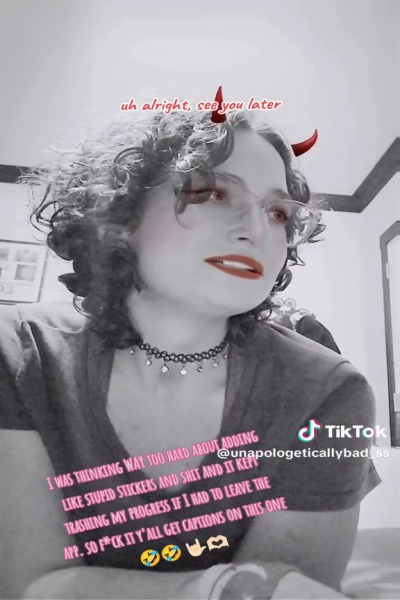 uh alright, see you later
TikTok
@unapologeticallybad_ss
I was thinking way too hard about adding
like stupid stickers and shit and it kept
trashing my progress if I had to leave the
app. so f*ck it y'all get captions on this one
🤣🤣 🤟🏻🫶🏻